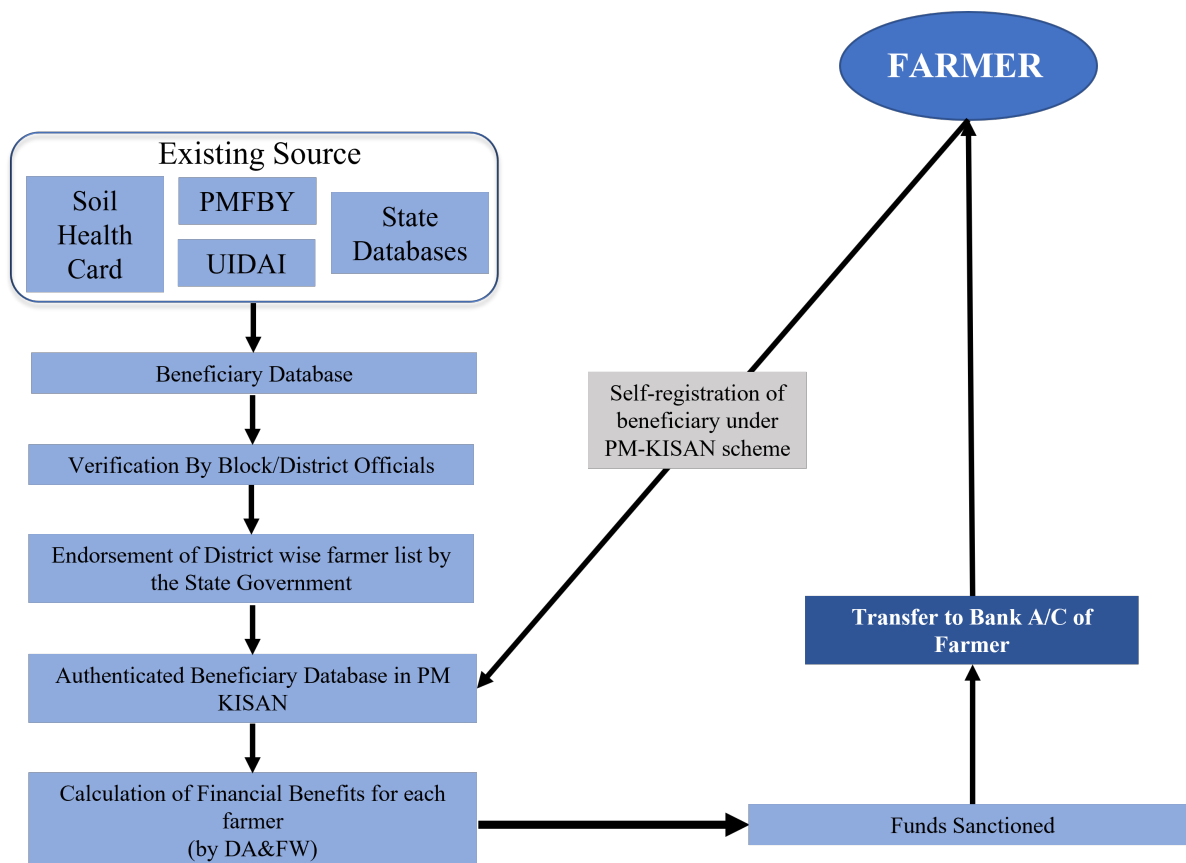 FARMER
Existing Source
Soil
Health
Card
PMFBY
UIDAI
State
Databases
Beneficiary Database
Verification By Block/District Officials
Endorsement of District wise farmer list by
the State Government
Authenticated Beneficiary Database in PM
KISAN
Calculation of Financial Benefits for each
farmer
(by DA&FW)
Self-registration of
beneficiary under
PM-KISAN scheme
Funds Sanctioned
Transfer to Bank A/C of
Farmer